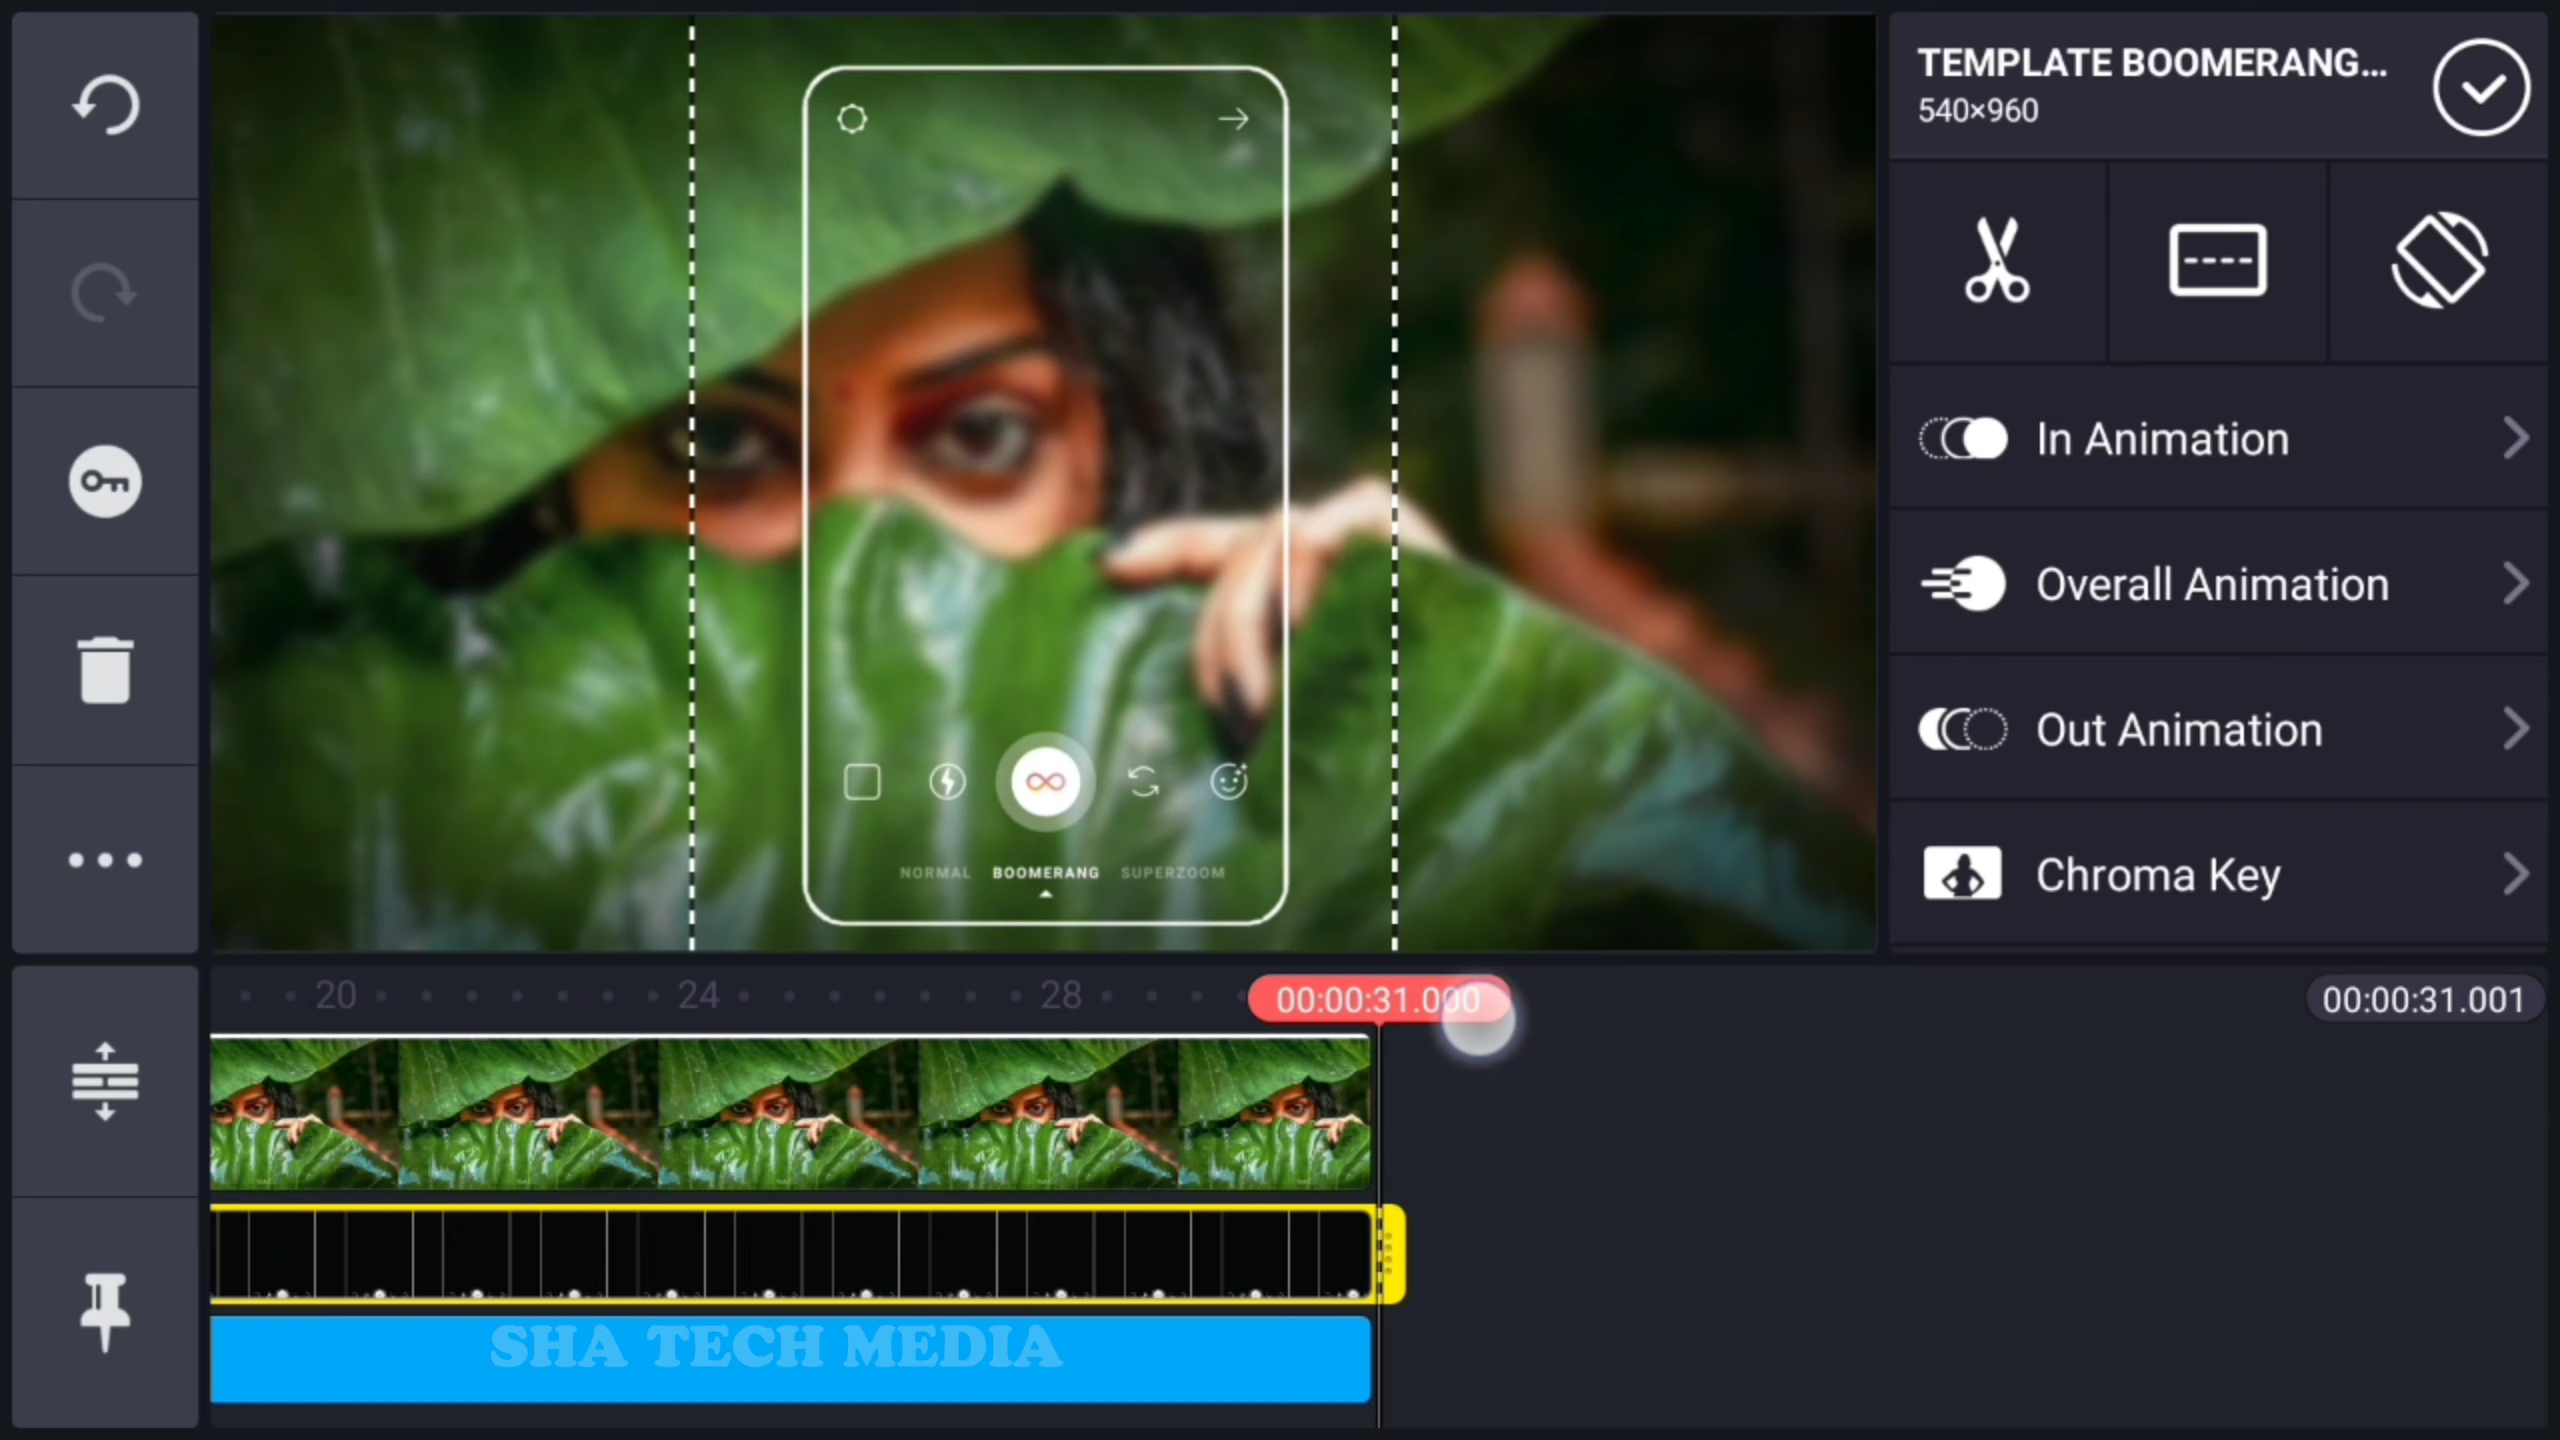 TEMPLATE BOOMERANG...
540×960
In Animation
Overall Animation
Out Animation
Chroma Key
NORMAL BOOMERANG SUPERZOOM
20 24 28 00:00:31.000 00:00:31.001
SHA TECH MEDIA